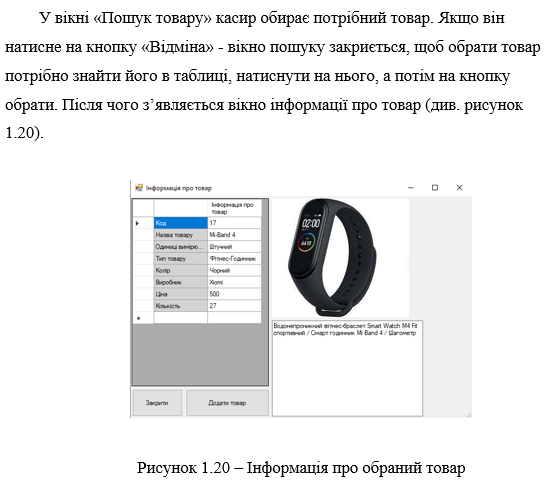 У вікні «Пошук товару» касир обирає потрібний товар. Якщо він
натисне на кнопку «Відміна» - вікно пошуку закриється, щоб обрати товар
потрібно знайти його в таблиці, натиснути на нього, а потім на кнопку
обрати. Після чого з’являється вікно інформації про товар (див. рисунок
1.20).
Інформація про товар
Інформація про
товар
Код 17
Назва товару Mi-Band 4
Одиниці вимірю... Штучний
Тип товару Фітнес-Годинник
Колір Чорний
Виробник Xiomi
Ціна 500
Кількість 27
02:00
6410
Водонепроникний фітнес-браслет Smart Watch M4 Fit
спортивний / Смарт годинник Mi Band 4 / Шагометр
Закрити
Додати товар
Рисунок 1.20 – Інформація про обраний товар